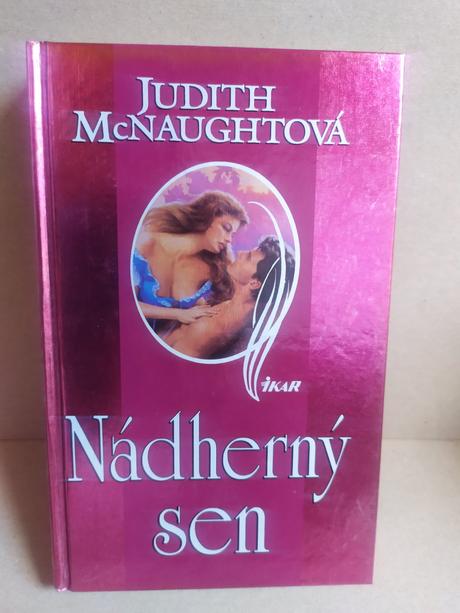 JUDITH
McNAUGHTOVÁ
IKAR
Nádherný
sen